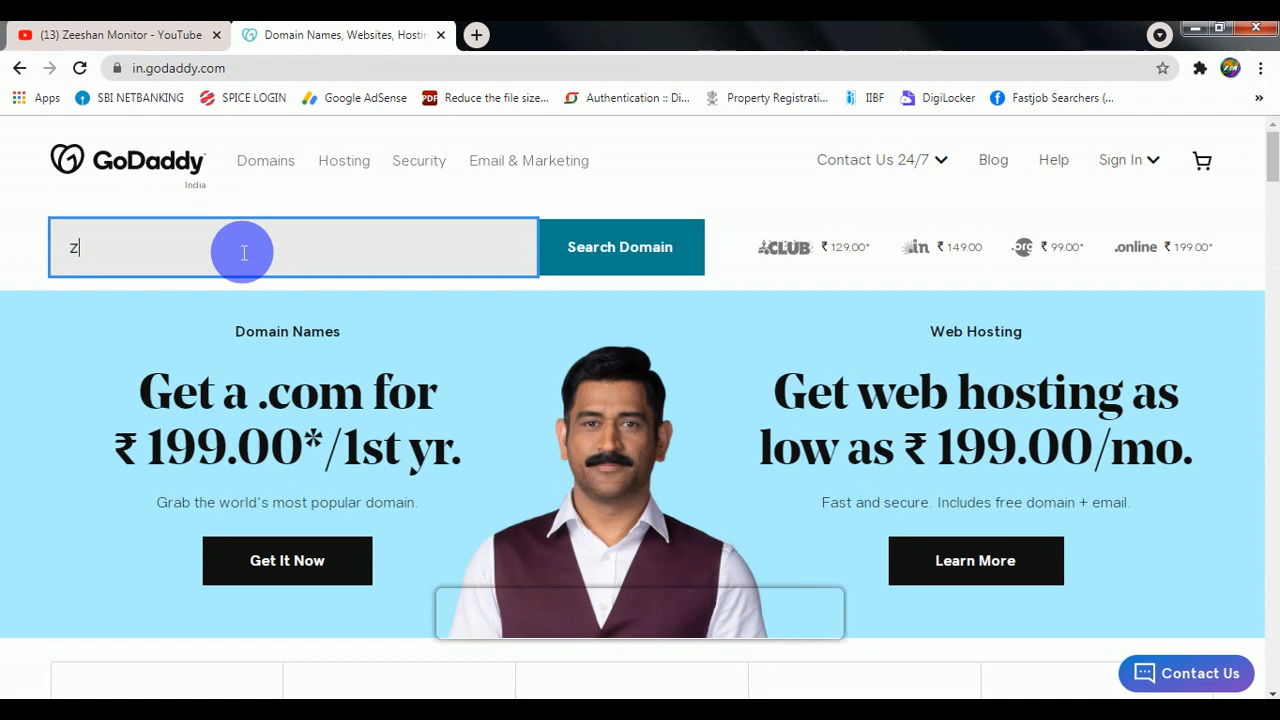 (13) Zeeshan Monitor - YouTube
Domain Names, Websites, Hostin
in.godaddy.com
Apps
SBI NETBANKING
SPICE LOGIN
Google AdSense
PDF
Reduce the file size...
Authentication :: Di...
Property Registrati...
IIBF
DigiLocker
Fastjob Searchers (...
»
GoDaddy
India
Domains
Hosting
Security
Email & Marketing
Contact Us 24/7
Blog
Help
Sign In
z
Search Domain
.CLUB ₹ 129.00*
.in ₹ 149.00
.org ₹ 99.00*
.online ₹ 199.00*
Domain Names
Get a .com for
₹ 199.00*/1st yr.
Grab the world's most popular domain.
Get It Now
Web Hosting
Get web hosting as
low as ₹ 199.00/mo.
Fast and secure. Includes free domain + email.
Learn More
Contact Us